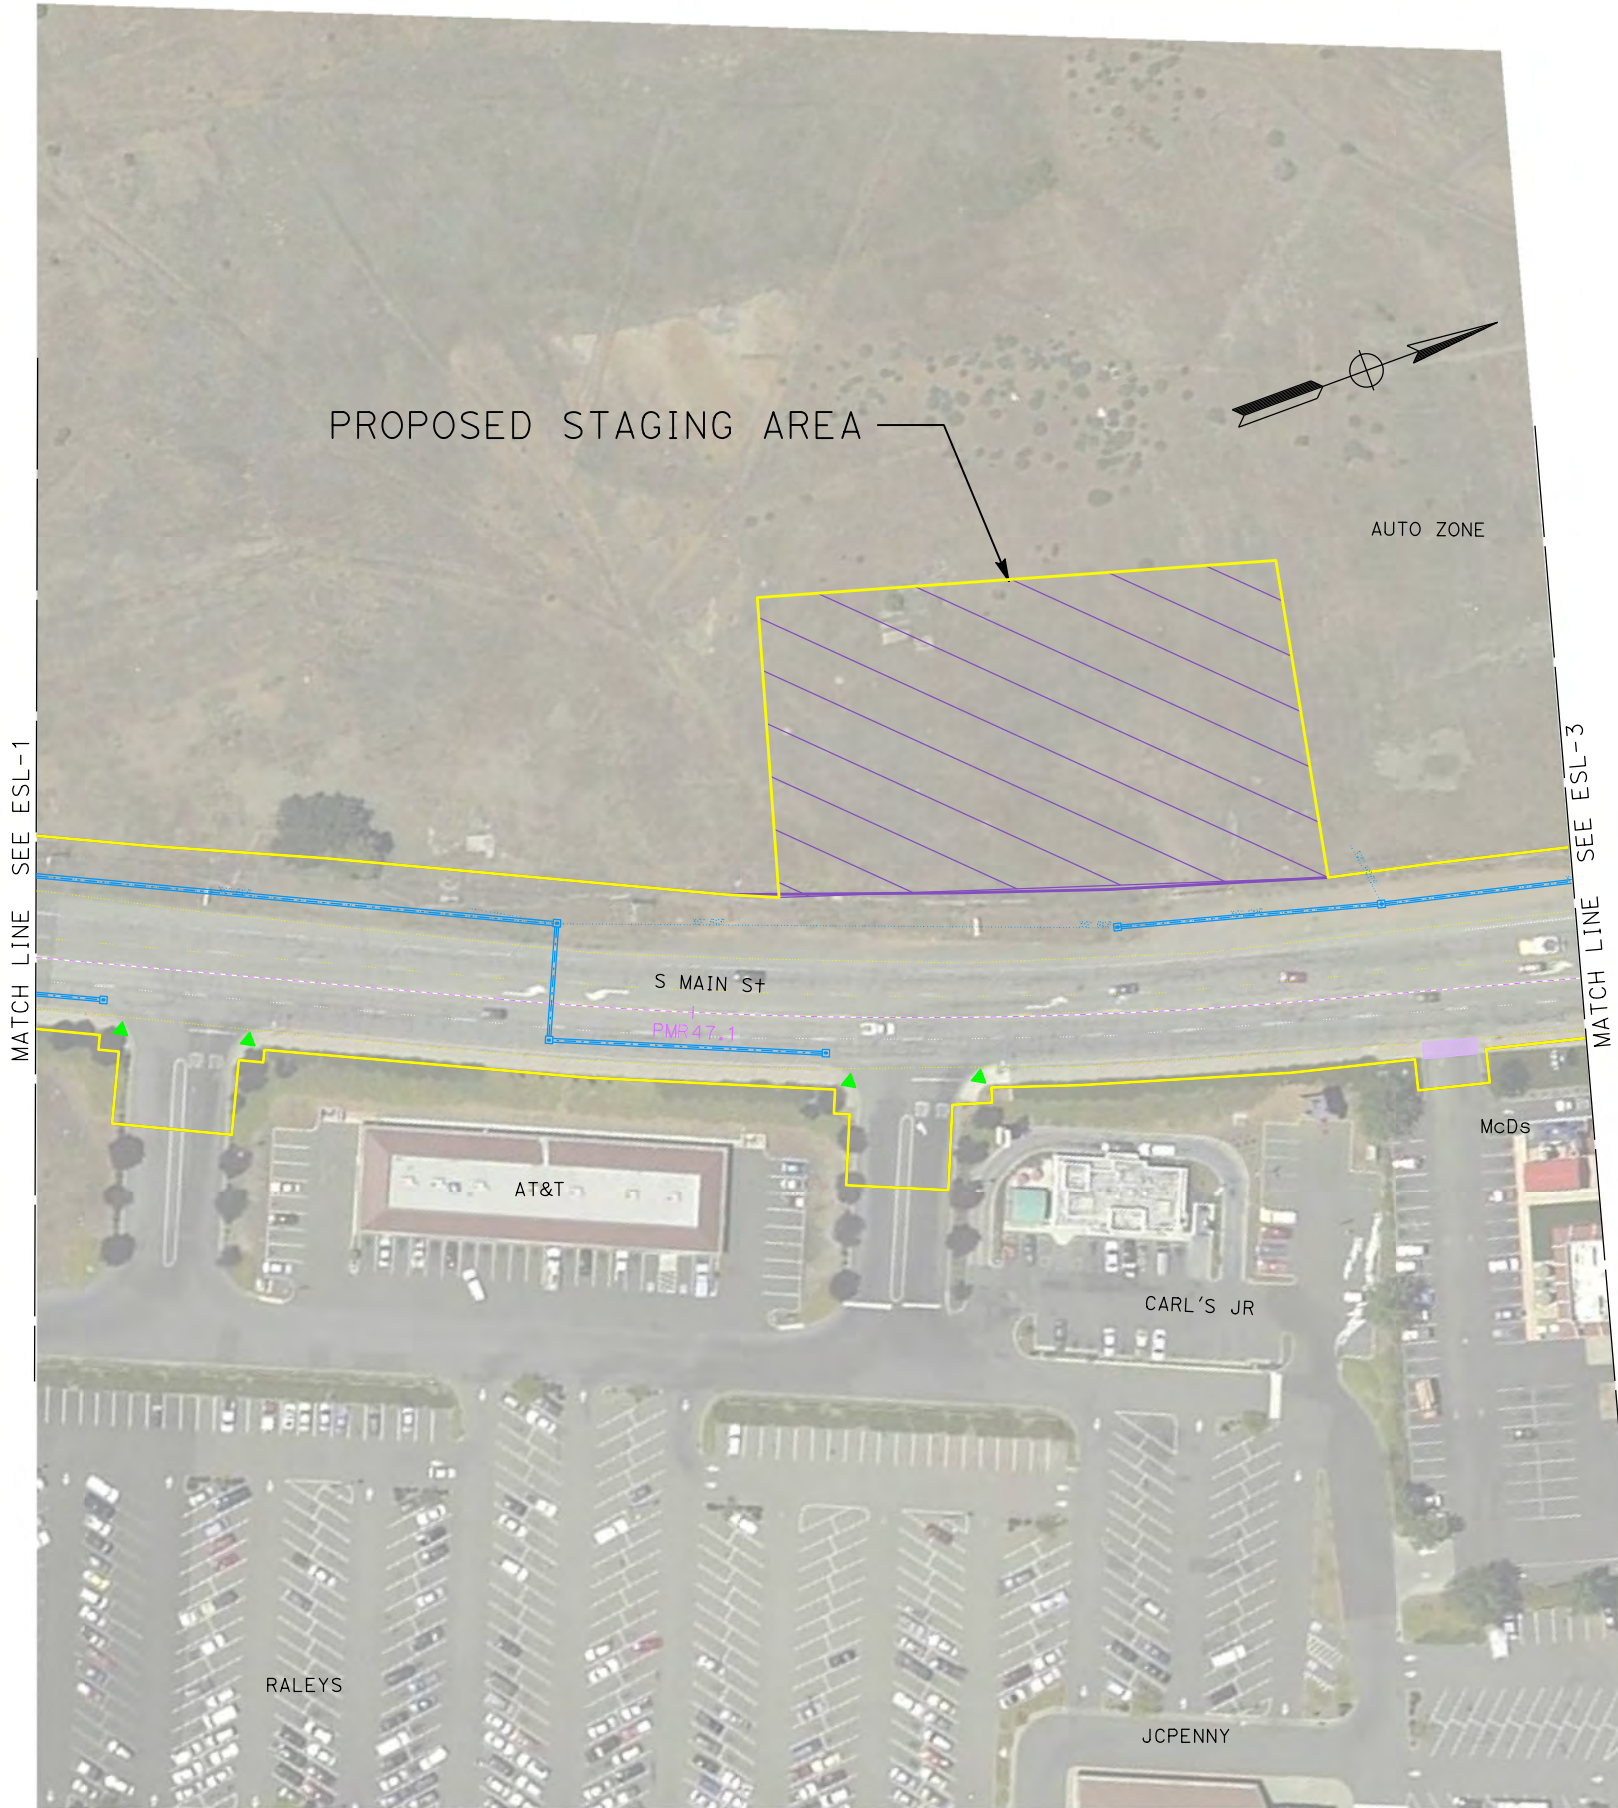 PROPOSED STAGING AREA
AUTO ZONE
MATCH LINE SEE ESL-1
MATCH LINE SEE ESL-3
S MAIN St
PMR47.1
McDs
AT&T
CARL'S JR
RALEYS
JCPENNY